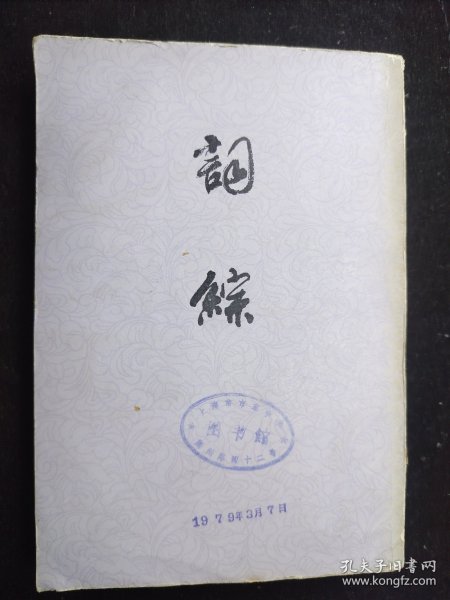 詞
綜
图书館
1979年3月7日
孔夫子旧书网
www.kongfz.com